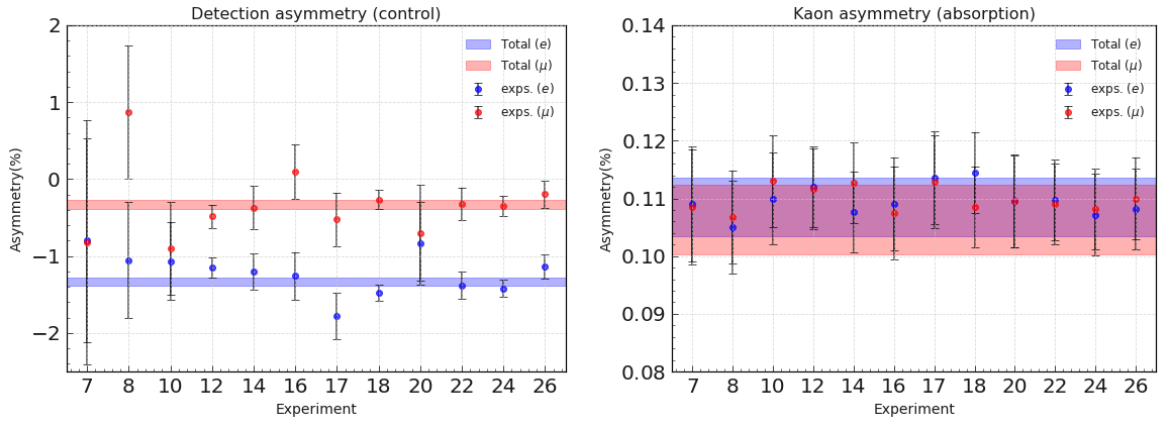 Detection asymmetry (control)
2
1
0
−1
−2
Asymmetry(%)
Total (e)
Total (μ)
exps. (e)
exps. (μ)
7 8 10 12 14 16 17 18 20 22 24 26
Experiment
Kaon asymmetry (absorption)
0.14
0.13
0.12
0.11
0.10
0.09
0.08
Asymmetry(%)
Total (e)
Total (μ)
exps. (e)
exps. (μ)
7 8 10 12 14 16 17 18 20 22 24 26
Experiment